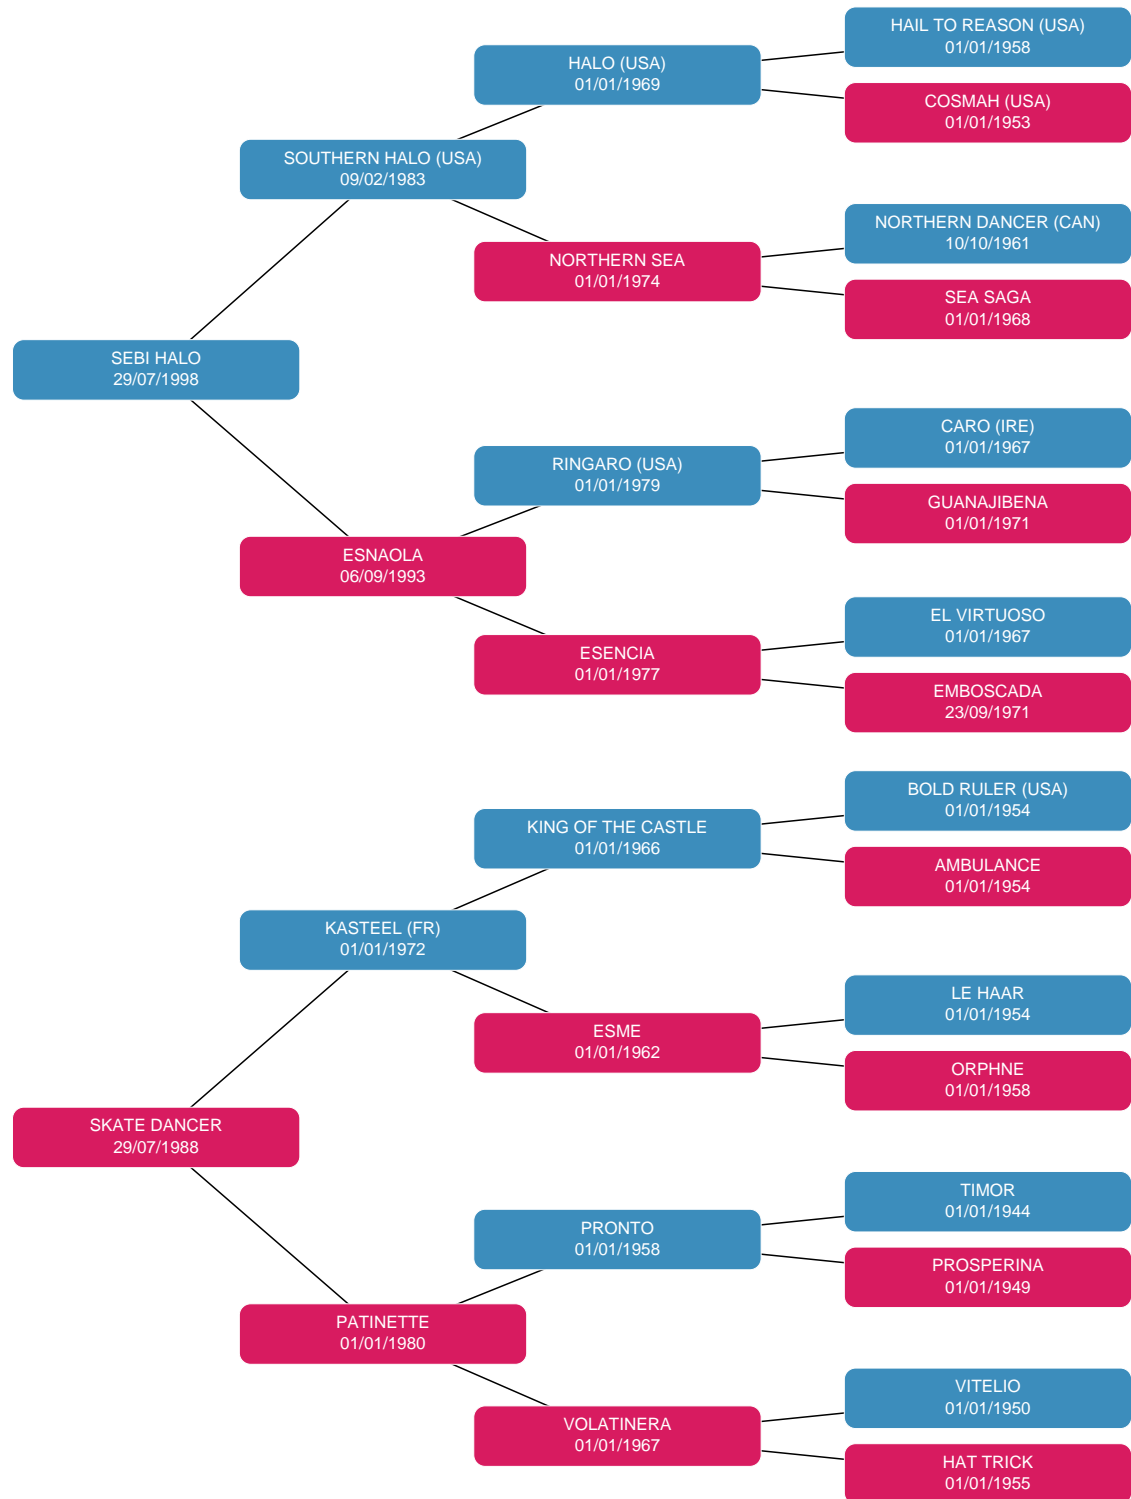 HAIL TO REASON (USA)
01/01/1958
HALO (USA)
01/01/1969
COSMAH (USA)
01/01/1953
SOUTHERN HALO (USA)
09/02/1983
NORTHERN DANCER (CAN)
10/10/1961
NORTHERN SEA
01/01/1974
SEA SAGA
01/01/1968
SEBI HALO
29/07/1998
CARO (IRE)
01/01/1967
RINGARO (USA)
01/01/1979
GUANAJIBENA
01/01/1971
ESNAOLA
06/09/1993
EL VIRTUOSO
01/01/1967
ESENCIA
01/01/1977
EMBOSCADA
23/09/1971
BOLD RULER (USA)
01/01/1954
KING OF THE CASTLE
01/01/1966
AMBULANCE
01/01/1954
KASTEEL (FR)
01/01/1972
LE HAAR
01/01/1954
ESME
01/01/1962
ORPHNE
01/01/1958
SKATE DANCER
29/07/1988
TIMOR
01/01/1944
PRONTO
01/01/1958
PROSPERINA
01/01/1949
PATINETTE
01/01/1980
VITELIO
01/01/1950
VOLATINERA
01/01/1967
HAT TRICK
01/01/1955